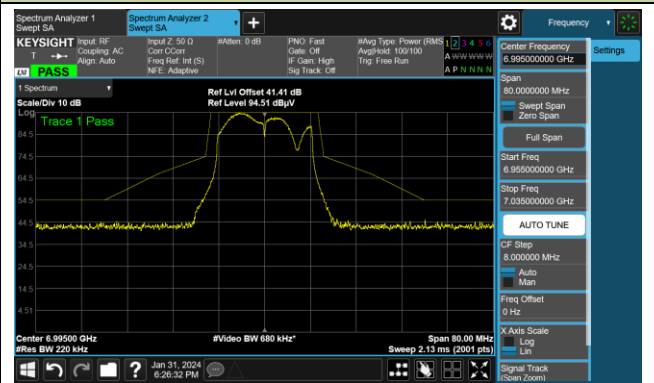 Spectrum Analyzer 1
Swept SA
Spectrum Analyzer 2
Swept SA
Frequency
KEYSIGHT
T
LXI
PASS
Input: RF
Coupling: AC
Align: Auto
Input Z: 50 Ω
Corr CCorr
Freq Ref: Int (S)
NFE: Adaptive
#Atten: 0 dB
PNO: Fast
Gate: Off
IF Gain: High
Sig Track: Off
#Avg Type: Power (RMS
Avg|Hold: 100/100
Trig: Free Run
1 2 3 4 5 6
A W W W W W
A P N N N N
1 Spectrum
Scale/Div 10 dB
Ref Lvl Offset 41.41 dB
Ref Level 94.51 dBµV
Log
Trace 1 Pass
84.5
74.5
64.5
54.5
44.5
34.5
24.5
14.5
4.51
Center 6.99500 GHz
#Res BW 220 kHz
#Video BW 680 kHz*
Span 80.00 MHz
Sweep 2.13 ms (2001 pts)
Center Frequency
6.995000000 GHz
Settings
Span
80.0000000 MHz
Swept Span
Zero Span
Full Span
Start Freq
6.955000000 GHz
Stop Freq
7.035000000 GHz
AUTO TUNE
CF Step
8.000000 MHz
Auto
Man
Freq Offset
0 Hz
X Axis Scale
Log
Lin
Signal Track
(Span Zoom)
?
Jan 31, 2024
6:26:32 PM